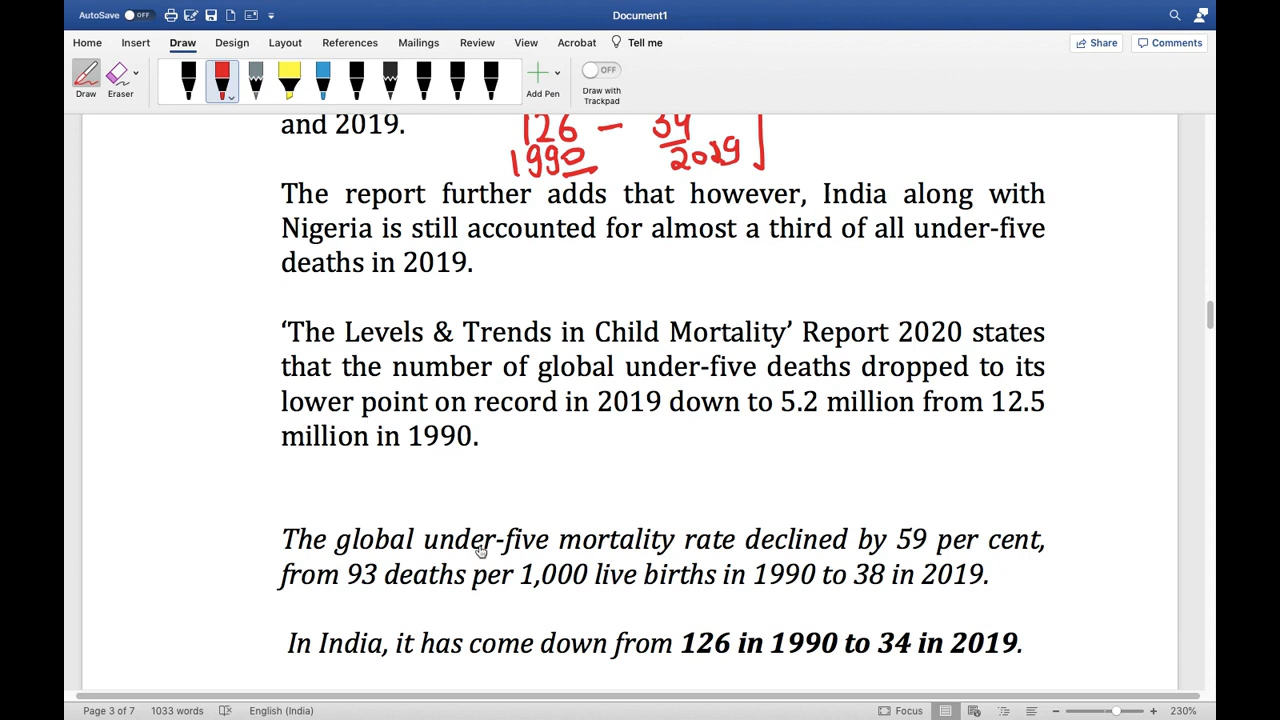 AutoSave OFF
Document1
Home Insert Draw Design Layout References Mailings Review View Acrobat Tell me
Share Comments
Draw Eraser Add Pen Draw with Trackpad OFF
and 2019.
126 – 34
1990 2019
The report further adds that however, India along with
Nigeria is still accounted for almost a third of all under-five
deaths in 2019.
‘The Levels & Trends in Child Mortality’ Report 2020 states
that the number of global under-five deaths dropped to its
lower point on record in 2019 down to 5.2 million from 12.5
million in 1990.
The global under-five mortality rate declined by 59 per cent,
from 93 deaths per 1,000 live births in 1990 to 38 in 2019.
In India, it has come down from 126 in 1990 to 34 in 2019.
Page 3 of 7 1033 words English (India) Focus 230%